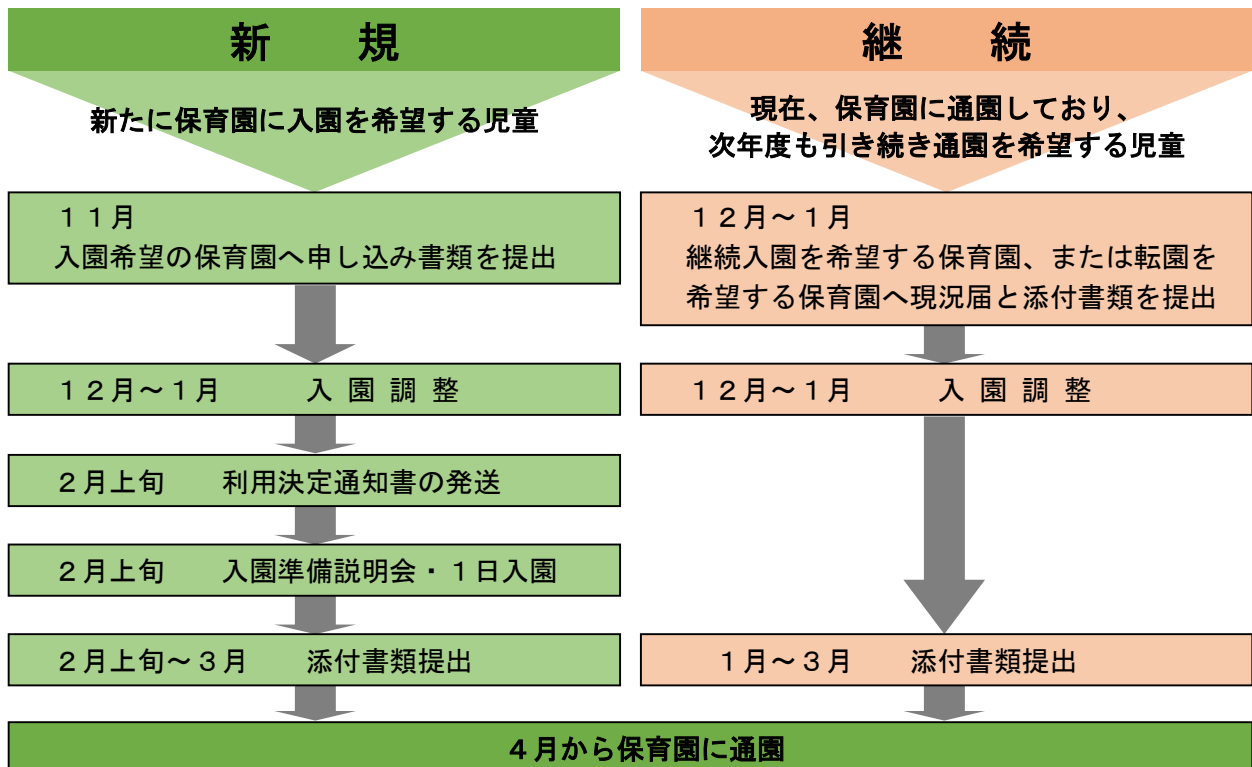 新　　規
新たに保育園に入園を希望する児童
１１月
入園希望の保育園へ申し込み書類を提出
１２月～１月　　入 園 調 整
２月上旬　　利用決定通知書の発送
２月上旬　　入園準備説明会・１日入園
２月上旬～３月　　添付書類提出
継　　続
現在、保育園に通園しており、
次年度も引き続き通園を希望する児童
１２月～１月
継続入園を希望する保育園、または転園を
希望する保育園へ現況届と添付書類を提出
１２月～１月　　入 園 調 整
１月～３月　　添付書類提出
４月から保育園に通園